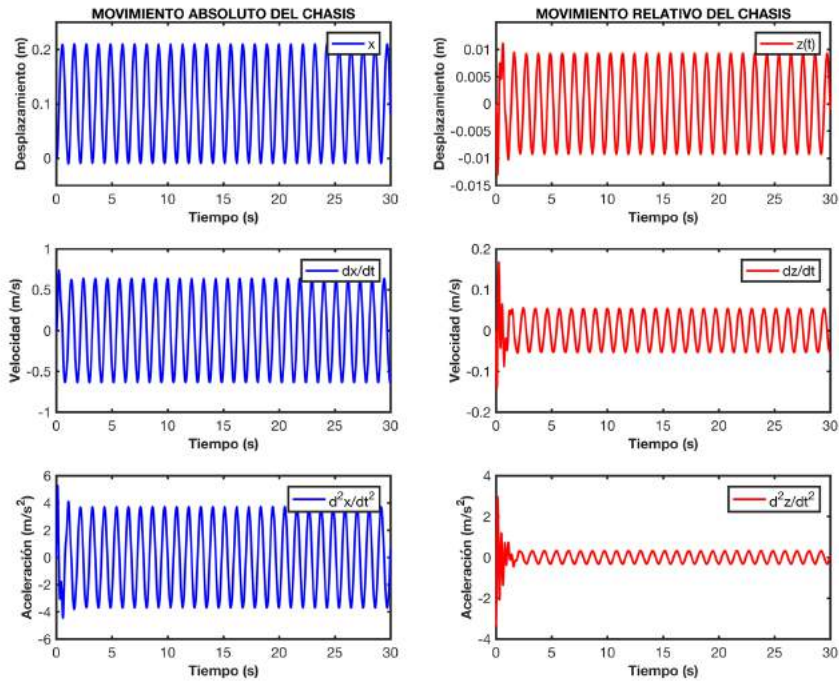 MOVIMIENTO ABSOLUTO DEL CHASIS
Desplazamiento (m)
0.2
0.1
0
x
0 5 10 15 20 25 30
Tiempo (s)
MOVIMIENTO RELATIVO DEL CHASIS
Desplazamiento (m)
0.01
0.005
0
-0.005
-0.01
-0.015
z(t)
0 5 10 15 20 25 30
Tiempo (s)
Velocidad (m/s)
1
0.5
0
-0.5
-1
dx/dt
0 5 10 15 20 25 30
Tiempo (s)
Velocidad (m/s)
0.2
0.1
0
-0.1
-0.2
dz/dt
0 5 10 15 20 25 30
Tiempo (s)
Aceleración (m/s²)
6
4
2
0
-2
-4
-6
d²x/dt²
0 5 10 15 20 25 30
Tiempo (s)
Aceleración (m/s²)
4
2
0
-2
-4
d²z/dt²
0 5 10 15 20 25 30
Tiempo (s)